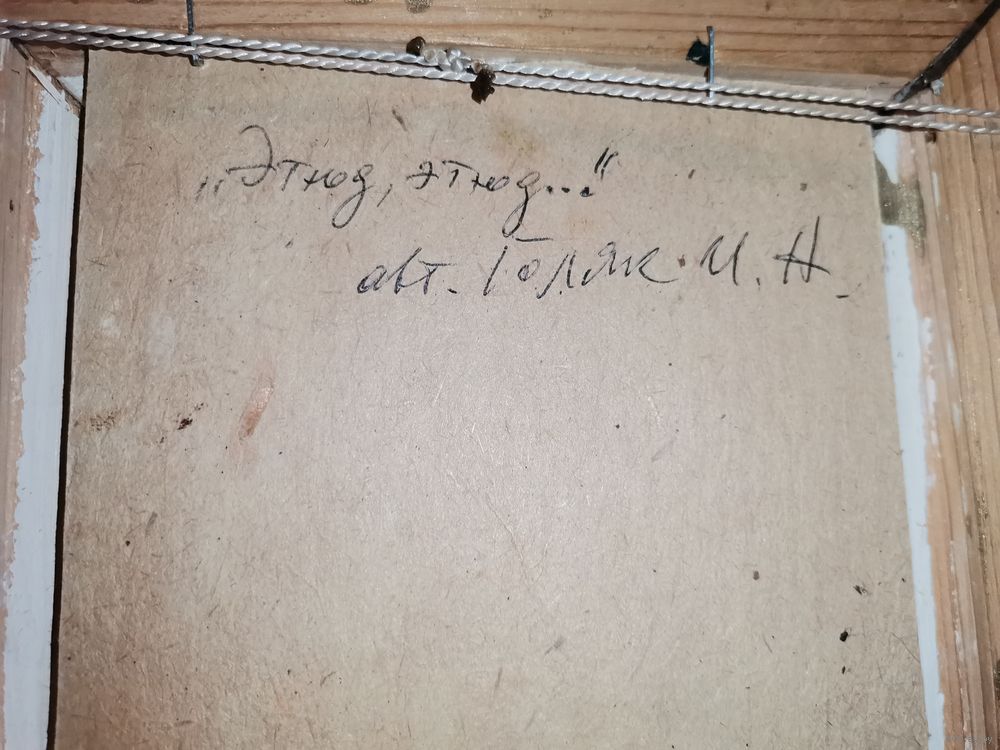 „Этюд, этюд..."
авт. Голяк И. Н.